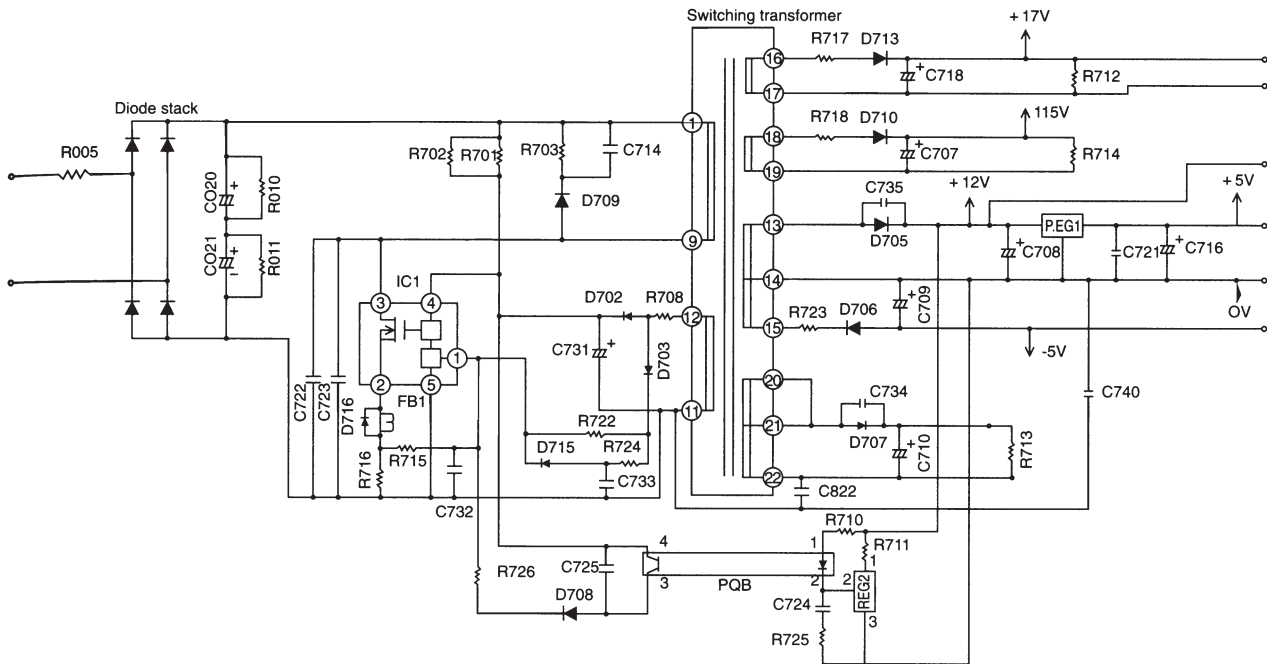 Switching transformer
+ 17V
R717
D713
16
+
C718
R712
17
Diode stack
115V
R718
D710
1
18
+
C707
R714
R702
R701
R703
C714
19
R005
C735
+ 12V
+ 5V
CO20
+
R010
D709
13
P.EG1
D705
+
C708
C721
+
C716
9
CO21
+
–
R011
14
IC1
+
C709
OV
3
4
D702
R708
12
R723
D706
15
-5V
C731
+
D703
1
20
C734
C740
C722
C723
D716
2
5
FB1
11
R722
21
D707
+
C710
R713
R716
R715
D715
R724
22
C733
C822
C732
R710
R711
4
1
1
R726
C725
3
PQB
2
2
REG2
3
D708
C724
R725